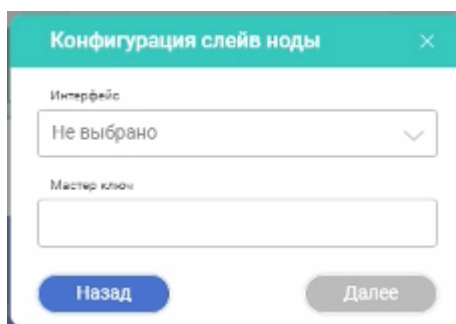 Конфигурация слейв ноды
Интерфейс
Не выбрано
Мастер ключ
Назад
Далее